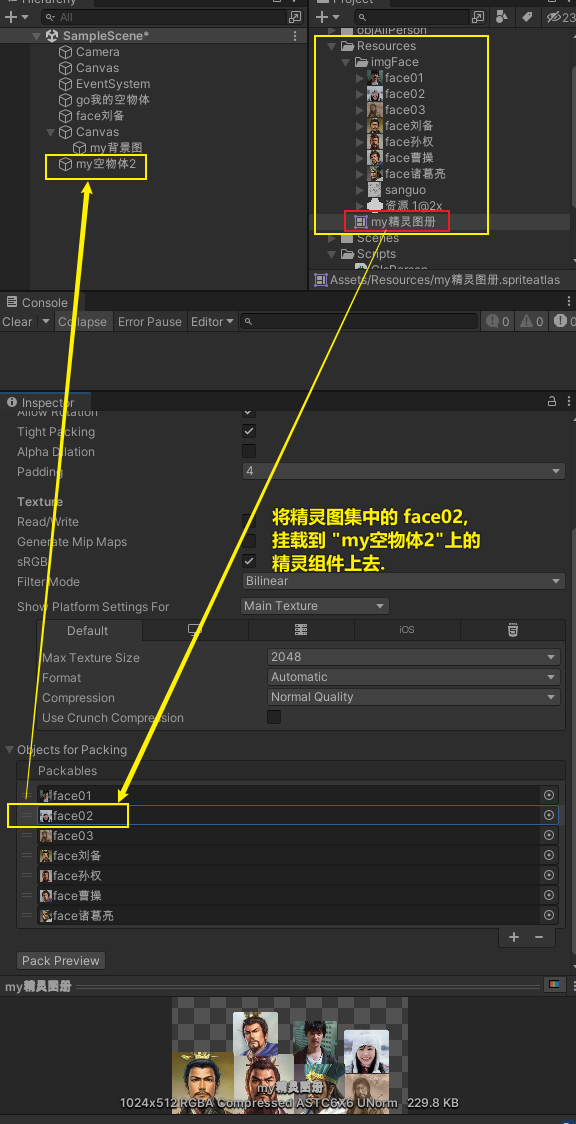 Hierarchy
Project
All
23
SampleScene*
Camera
Canvas
EventSystem
go我的空物体
face刘备
Canvas
my背景图
my空物体2
objAllPerson
Resources
imgFace
face01
face02
face03
face刘备
face孙权
face曹操
face诸葛亮
sanguo
资源 1@2x
my精灵图册
Scenes
Scripts
ClsPerson
Assets/Resources/my精灵图册.spriteatlas
Console
Clear
Collapse
Error Pause
Editor
0
0
0
Inspector
Allow Rotation
Tight Packing
Alpha Dilation
Padding
4
Texture
Read/Write
Generate Mip Maps
sRGB
Filter Mode
Bilinear
将精灵图集中的 face02,
挂载到 "my空物体2"上的
精灵组件上去.
Show Platform Settings For
Main Texture
Default
iOS
Max Texture Size
2048
Format
Automatic
Compression
Normal Quality
Use Crunch Compression
Objects for Packing
Packables
face01
face02
face03
face刘备
face孙权
face曹操
face诸葛亮
Pack Preview
my精灵图册
my精灵图册
1024x512 RGBA Compressed ASTC6X6 UNorm 229.8 KB